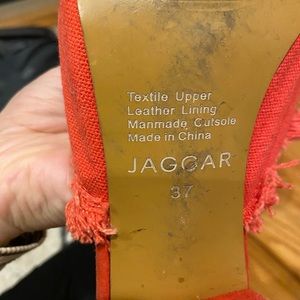 Textile Upper
Leather Lining
Manmade Outsole
Made in China
JAGGAR
37